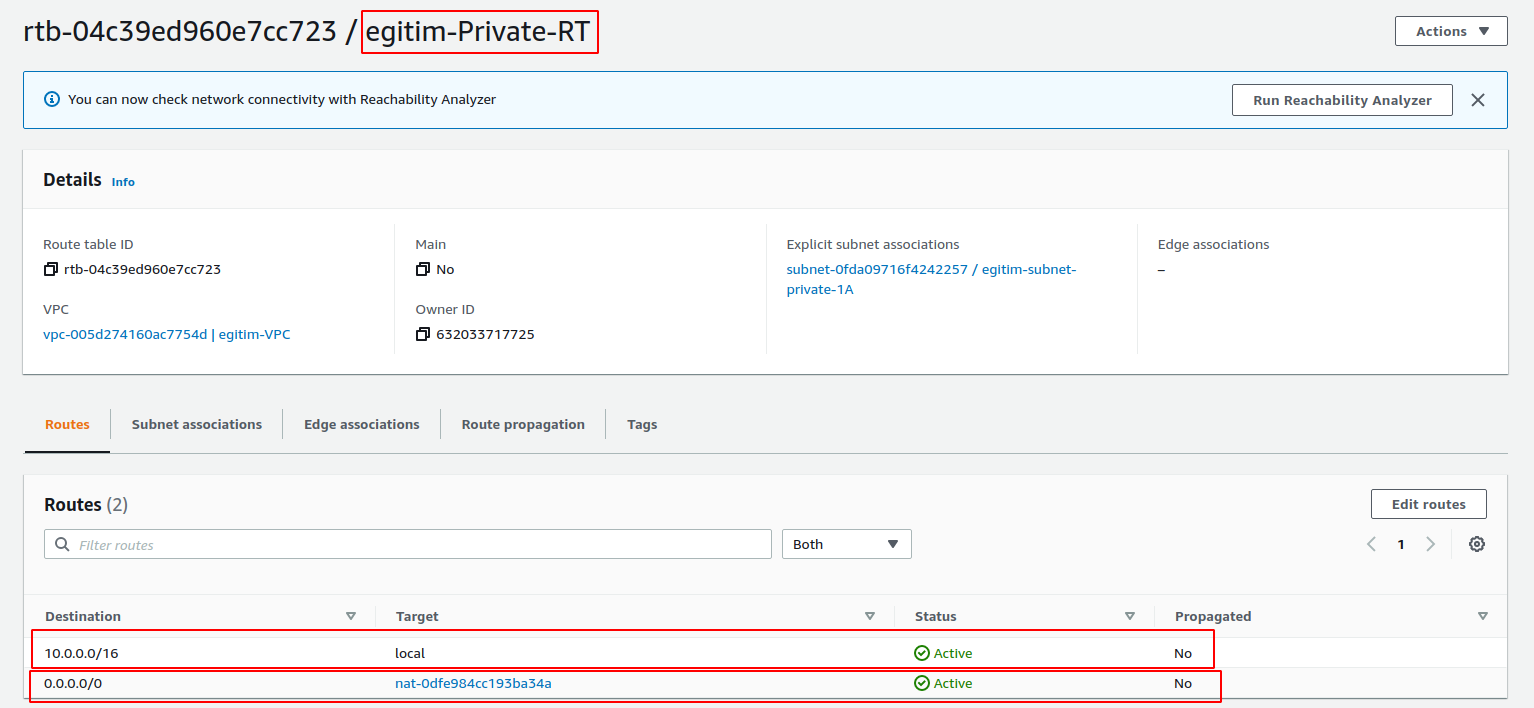 rtb-04c39ed960e7cc723 / egitim-Private-RT
Actions
You can now check network connectivity with Reachability Analyzer
Run Reachability Analyzer
Details Info
Route table ID
rtb-04c39ed960e7cc723
Main
No
Explicit subnet associations
subnet-0fda09716f4242257 / egitim-subnet-
private-1A
Edge associations
–
VPC
vpc-005d274160ac7754d | egitim-VPC
Owner ID
632033717725
Routes
Subnet associations
Edge associations
Route propagation
Tags
Routes (2)
Edit routes
Filter routes
Both
1
Destination Target Status Propagated
10.0.0.0/16 local Active No
0.0.0.0/0 nat-0dfe984cc193ba34a Active No